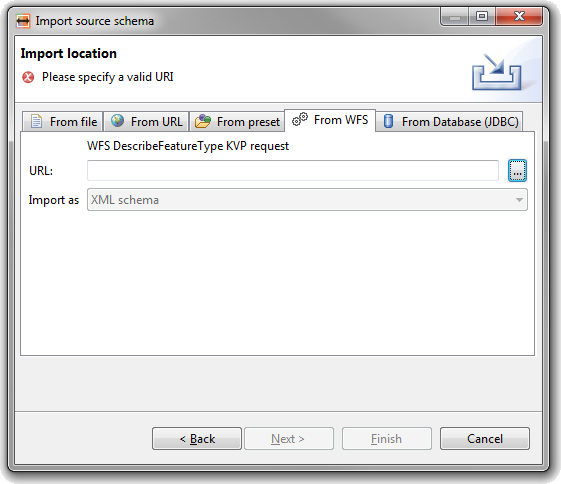 Import source schema
Import location
Please specify a valid URI
From file From URL From preset From WFS From Database (JDBC)
WFS DescribeFeatureType KVP request
URL: ...
Import as XML schema
< Back Next > Finish Cancel